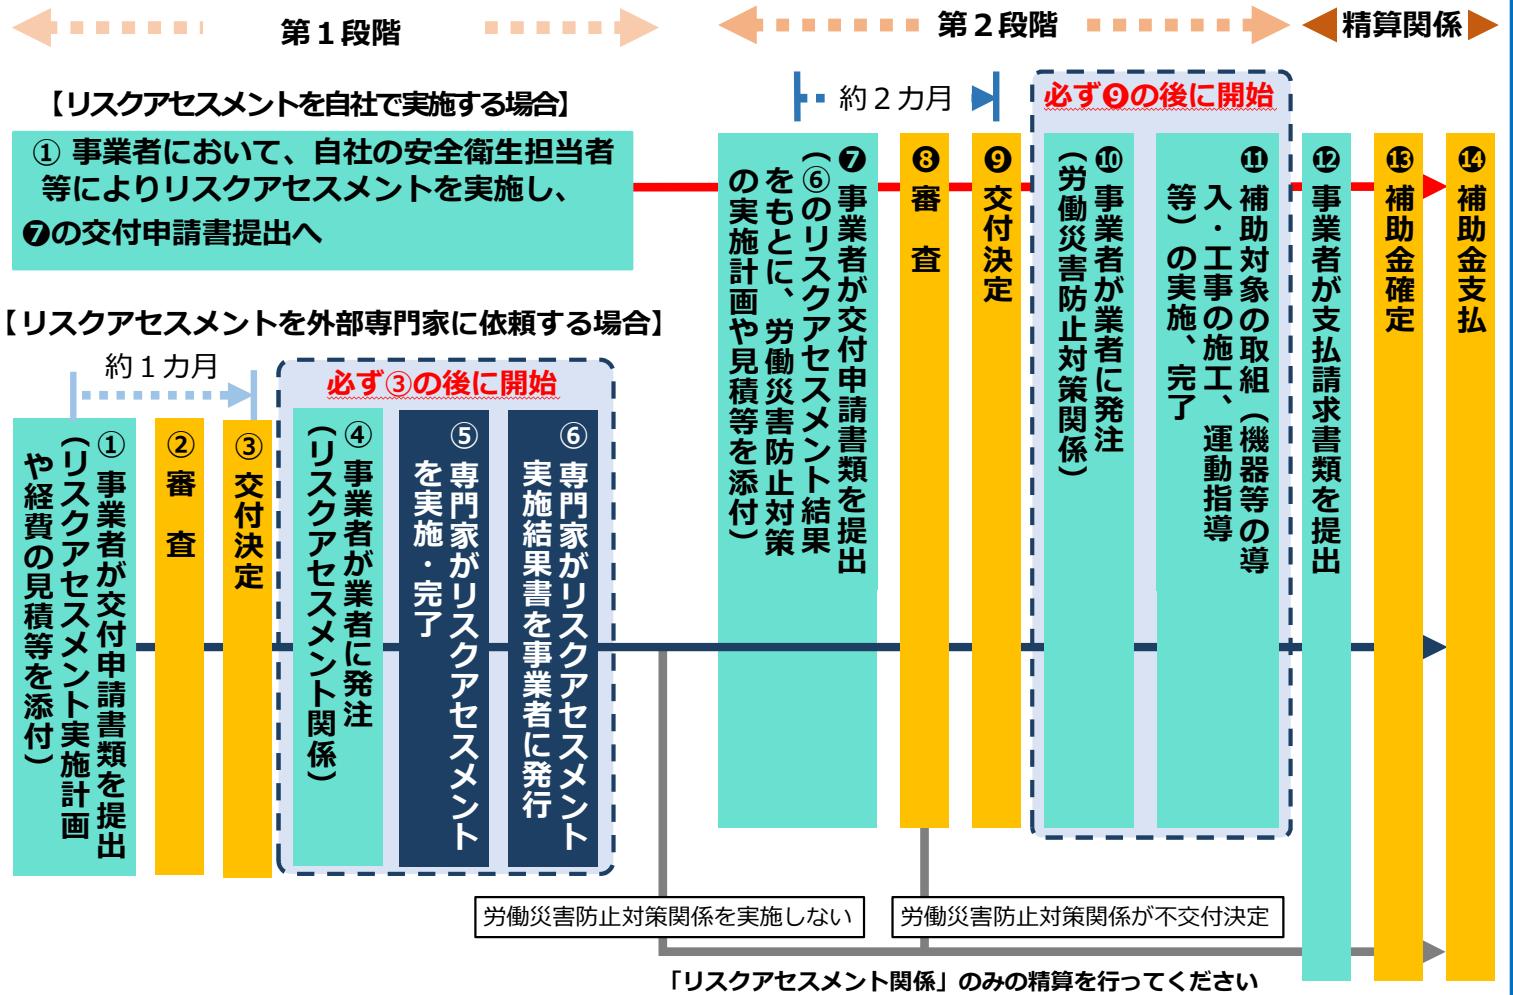 第１段階
第２段階
精算関係
【リスクアセスメントを自社で実施する場合】
① 事業者において、自社の安全衛生担当者
等によりリスクアセスメントを実施し、
❼の交付申請書提出へ
【リスクアセスメントを外部専門家に依頼する場合】
約１カ月
必ず③の後に開始
① 事業者が交付申請書類を提出
（リスクアセスメント実施計画
や経費の見積等を添付）
② 審　査
③ 交付決定
④ 事業者が業者に発注
（リスクアセスメント関係）
⑤ 専門家がリスクアセスメント
を実施・完了
⑥ 専門家がリスクアセスメント
実施結果書を事業者に発行
約２カ月
必ず❾の後に開始
❼ 事業者が交付申請書類を提出
（⑥のリスクアセスメント結果
をもとに、労働災害防止対策
の実施計画や見積等を添付）
❽ 審　査
❾ 交付決定
❿ 事業者が業者に発注
（労働災害防止対策関係）
⓫ 補助対象の取組（機器等の導
入・工事の施工、運動指導
等）の実施、完了
⓬ 事業者が支払請求書類を提出
⓭ 補助金確定
⓮ 補助金支払
労働災害防止対策関係を実施しない
労働災害防止対策関係が不交付決定
「リスクアセスメント関係」のみの精算を行ってください